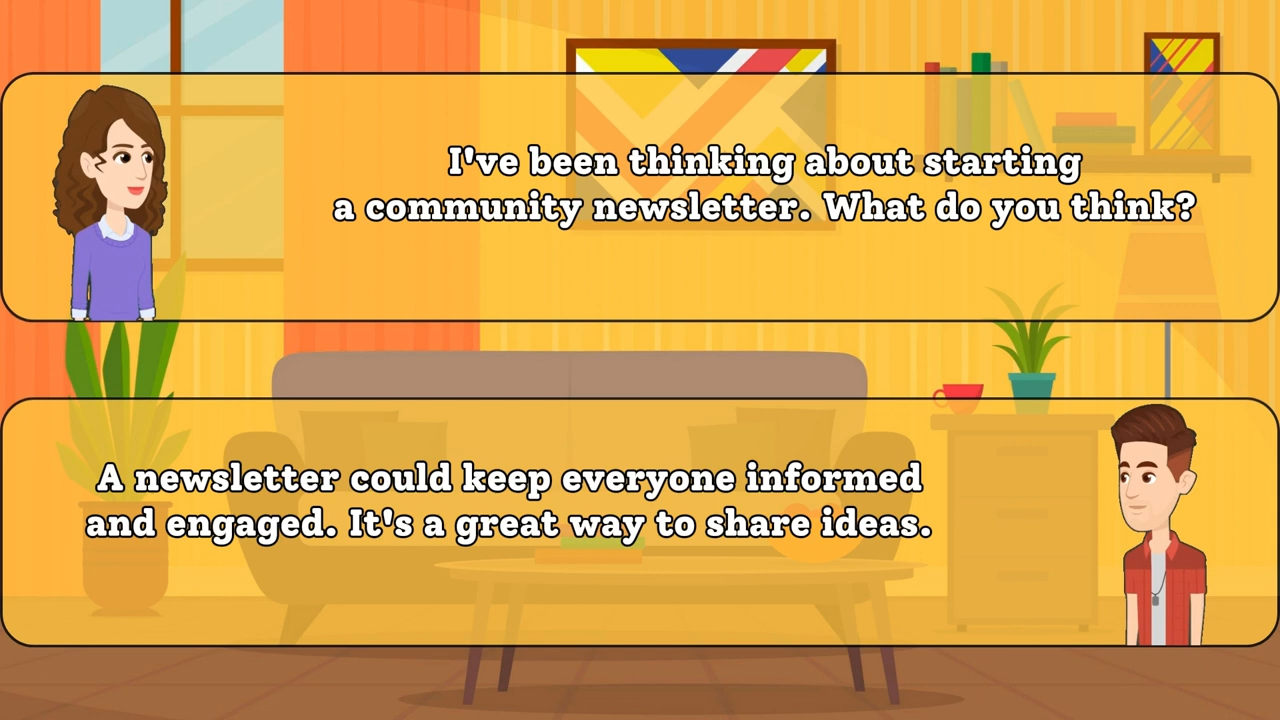 I've been thinking about starting
a community newsletter. What do you think?
A newsletter could keep everyone informed
and engaged. It's a great way to share ideas.